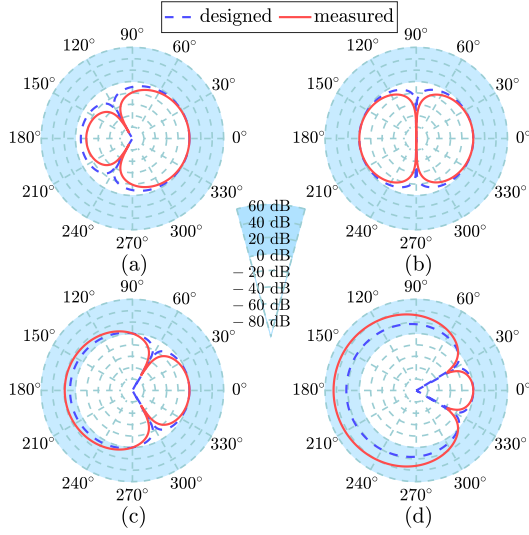 designed measured
90° 90°
120° 60° 120° 60°
150° 30° 150° 30°
180° 0° 180° 0°
210° 330° 210° 330°
240° 300° 240° 300°
270° 270°
(a) (b)
60 dB
40 dB
20 dB
0 dB
− 20 dB
− 40 dB
− 60 dB
− 80 dB
90° 90°
120° 60° 120° 60°
150° 30° 150° 30°
180° 0° 180° 0°
210° 330° 210° 330°
240° 300° 240° 300°
270° 270°
(c) (d)